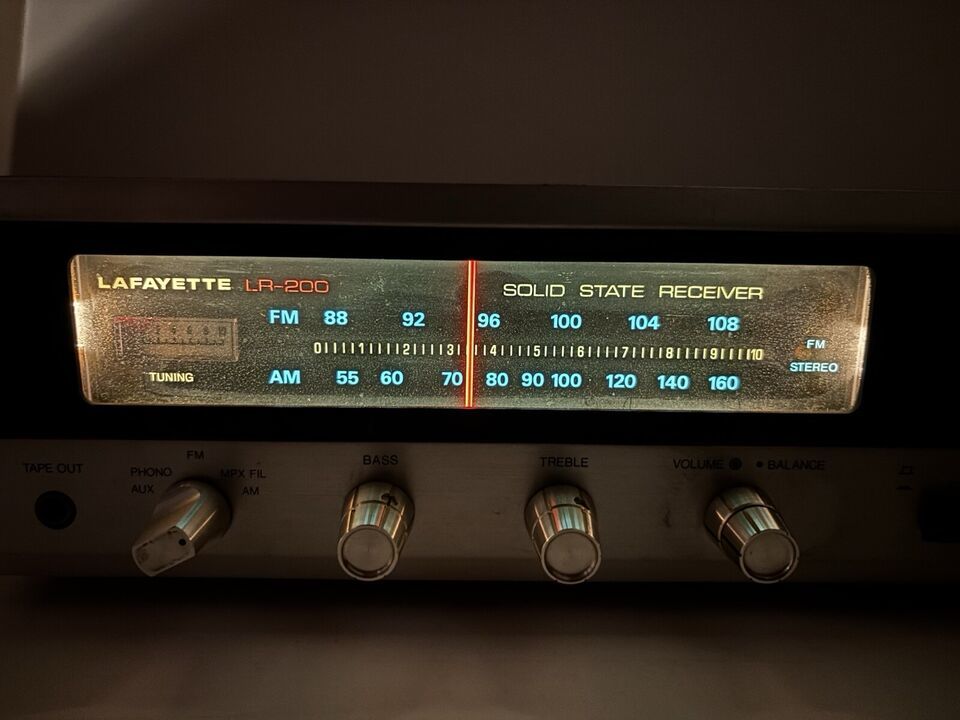 LAFAYETTE LR-200
SOLID STATE RECEIVER
FM 88 92 96 100 104 108
0 1 2 3 4 5 6 7 8 9 10
FM
STEREO
TUNING
AM 55 60 70 80 90 100 120 140 160
TAPE OUT
AUX
PHONO
FM
MPX FIL
AM
BASS
TREBLE
VOLUME ● • BALANCE